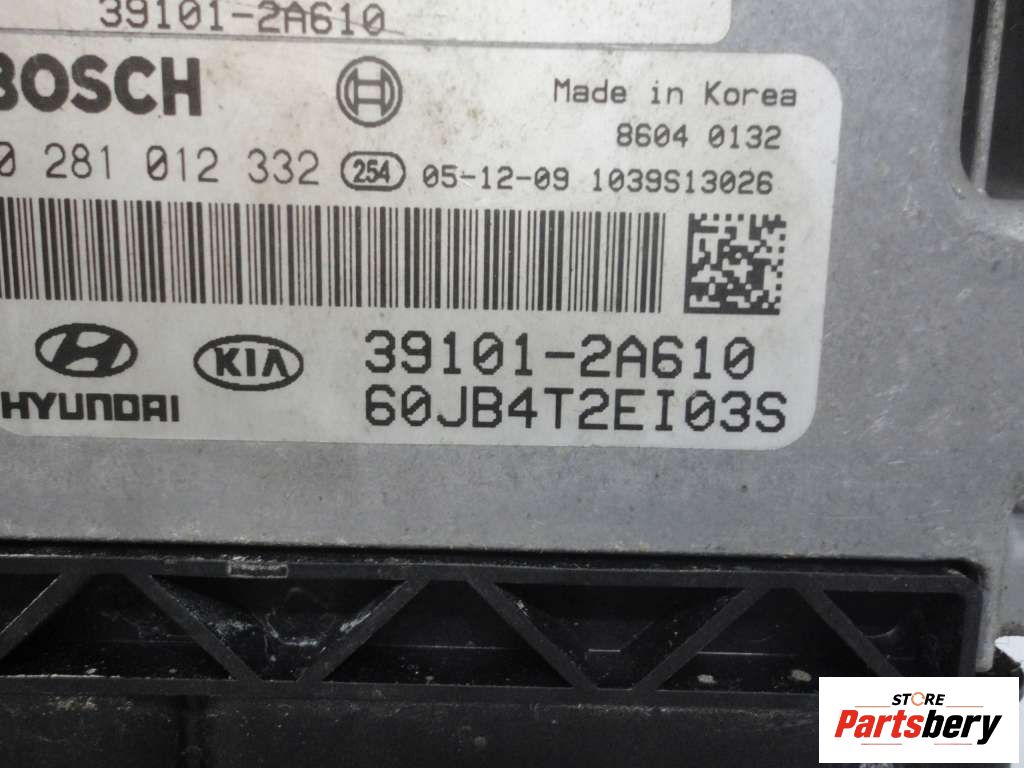 39101-2A610
BOSCH
Made in Korea
8604 0132
0 281 012 332 254 05-12-09 1039S13026
KIA 39101-2A610
HYUNDAI 60JB4T2EI03S
STORE
Partsbery